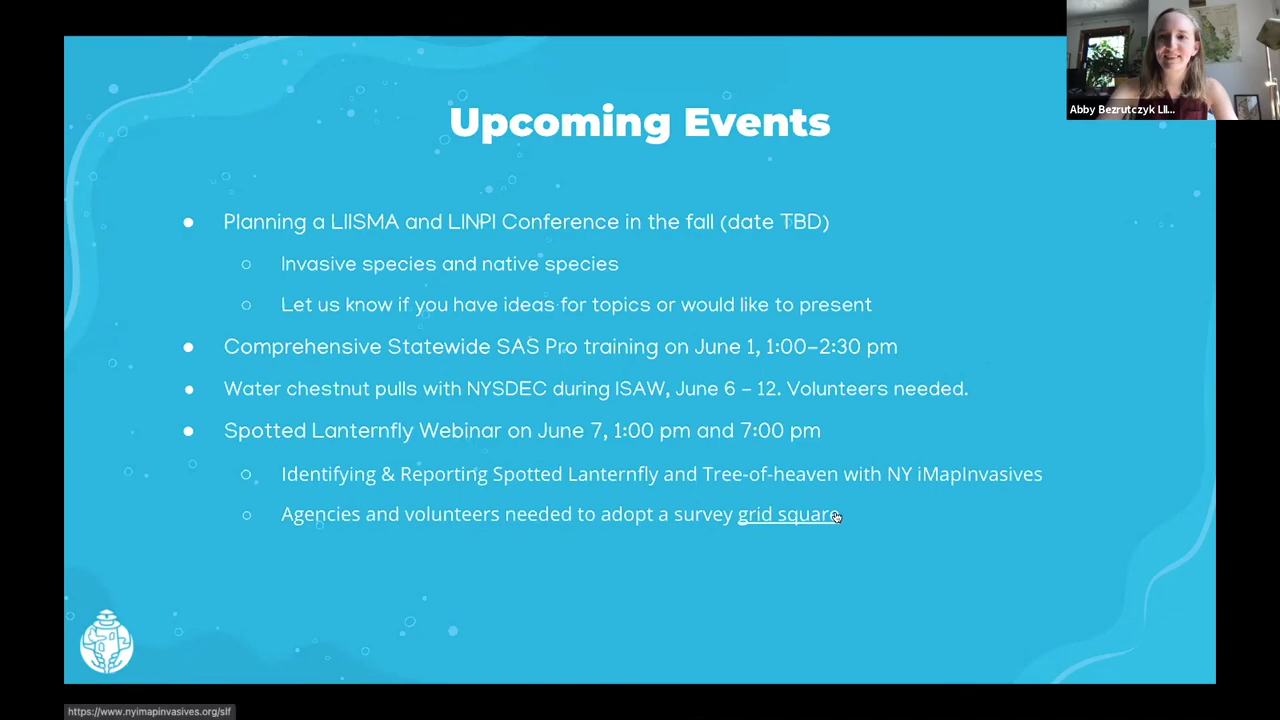 Abby Bezrutczyk LII...
Upcoming Events
● Planning a LIISMA and LINPI Conference in the fall (date TBD)
○ Invasive species and native species
○ Let us know if you have ideas for topics or would like to present
● Comprehensive Statewide SAS Pro training on June 1, 1:00–2:30 pm
● Water chestnut pulls with NYSDEC during ISAW, June 6 – 12. Volunteers needed.
● Spotted Lanternfly Webinar on June 7, 1:00 pm and 7:00 pm
○ Identifying & Reporting Spotted Lanternfly and Tree-of-heaven with NY iMapInvasives
○ Agencies and volunteers needed to adopt a survey grid square
https://www.nyimapinvasives.org/slf